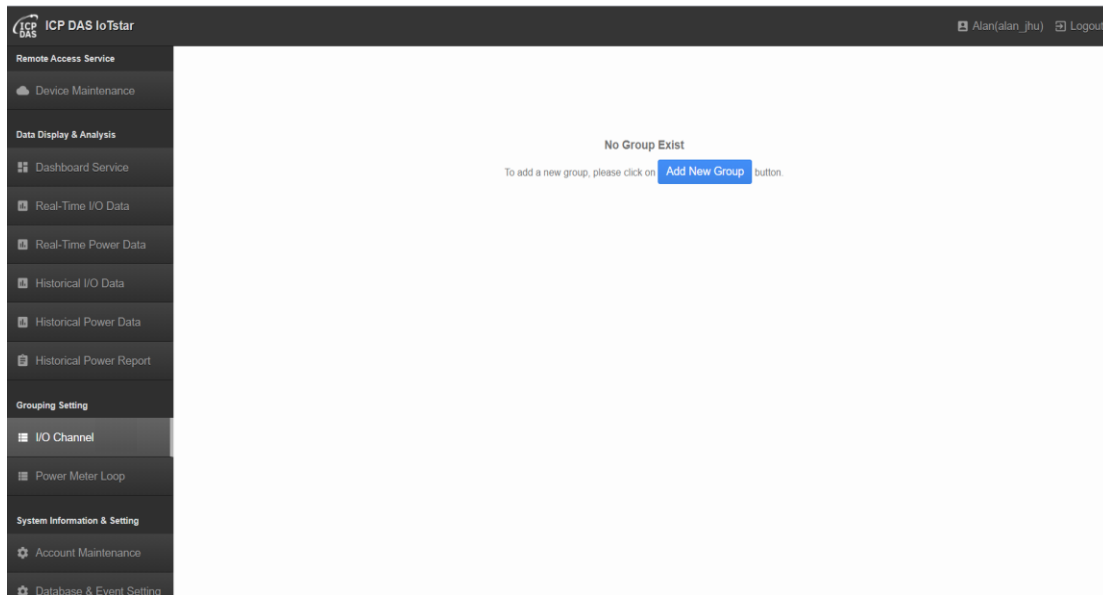 ICP DAS
ICP DAS IoTstar
Alan(alan_jhu) Logout
Remote Access Service
Device Maintenance
Data Display & Analysis
Dashboard Service
Real-Time I/O Data
Real-Time Power Data
Historical I/O Data
Historical Power Data
Historical Power Report
Grouping Setting
I/O Channel
Power Meter Loop
System Information & Setting
Account Maintenance
Database & Event Setting
No Group Exist
To add a new group, please click on Add New Group button.